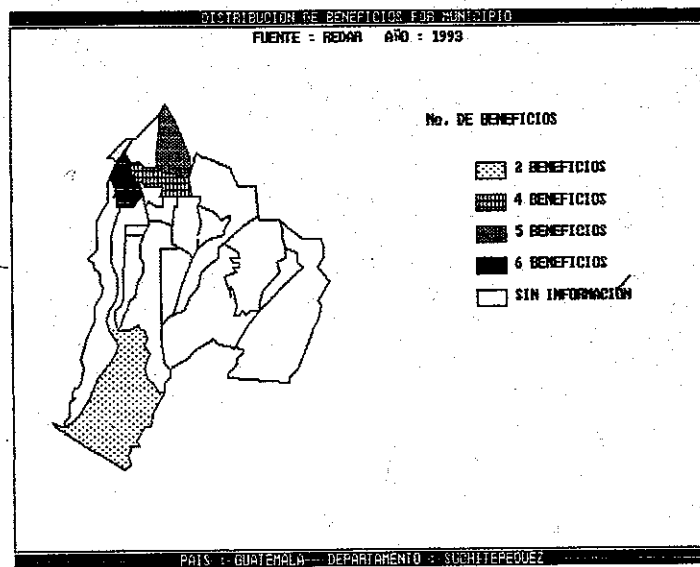 DISTRIBUCION DE BENEFICIOS POR MUNICIPIO
FUENTE : REDAR AÑO : 1993
No. DE BENEFICIOS
2 BENEFICIOS
4 BENEFICIOS
5 BENEFICIOS
6 BENEFICIOS
SIN INFORMACIÓN
PAIS : GUATEMALA-- DEPARTAMENTO : SUCHITEPEQUEZ